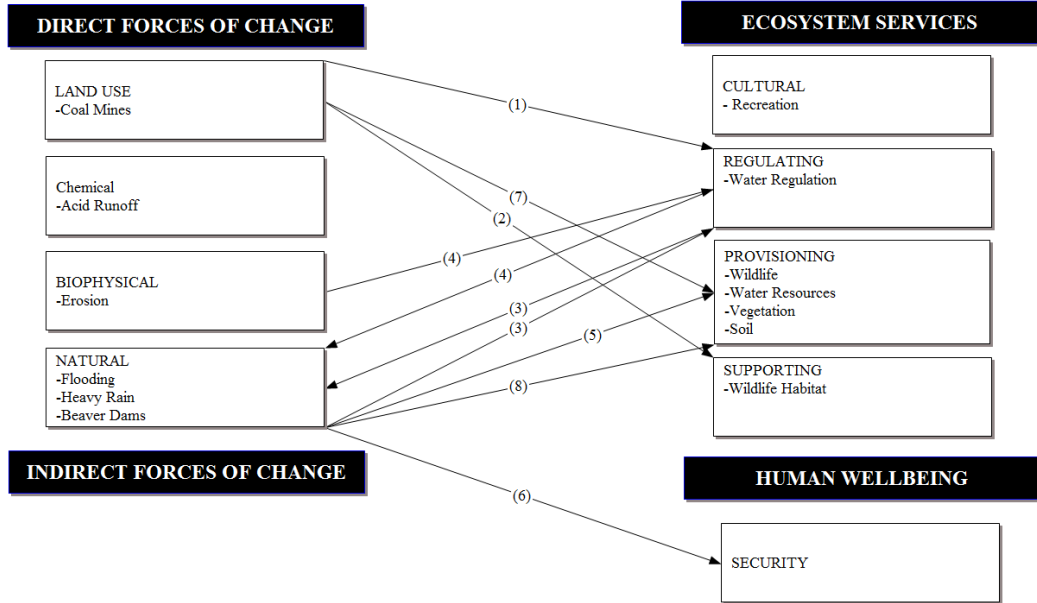 DIRECT FORCES OF CHANGE
LAND USE
-Coal Mines
Chemical
-Acid Runoff
BIOPHYSICAL
-Erosion
NATURAL
-Flooding
-Heavy Rain
-Beaver Dams
INDIRECT FORCES OF CHANGE
(1)
(7)
(2)
(4)
(4)
(3)
(3)
(5)
(8)
(6)
ECOSYSTEM SERVICES
CULTURAL
- Recreation
REGULATING
-Water Regulation
PROVISIONING
-Wildlife
-Water Resources
-Vegetation
-Soil
SUPPORTING
-Wildlife Habitat
HUMAN WELLBEING
SECURITY